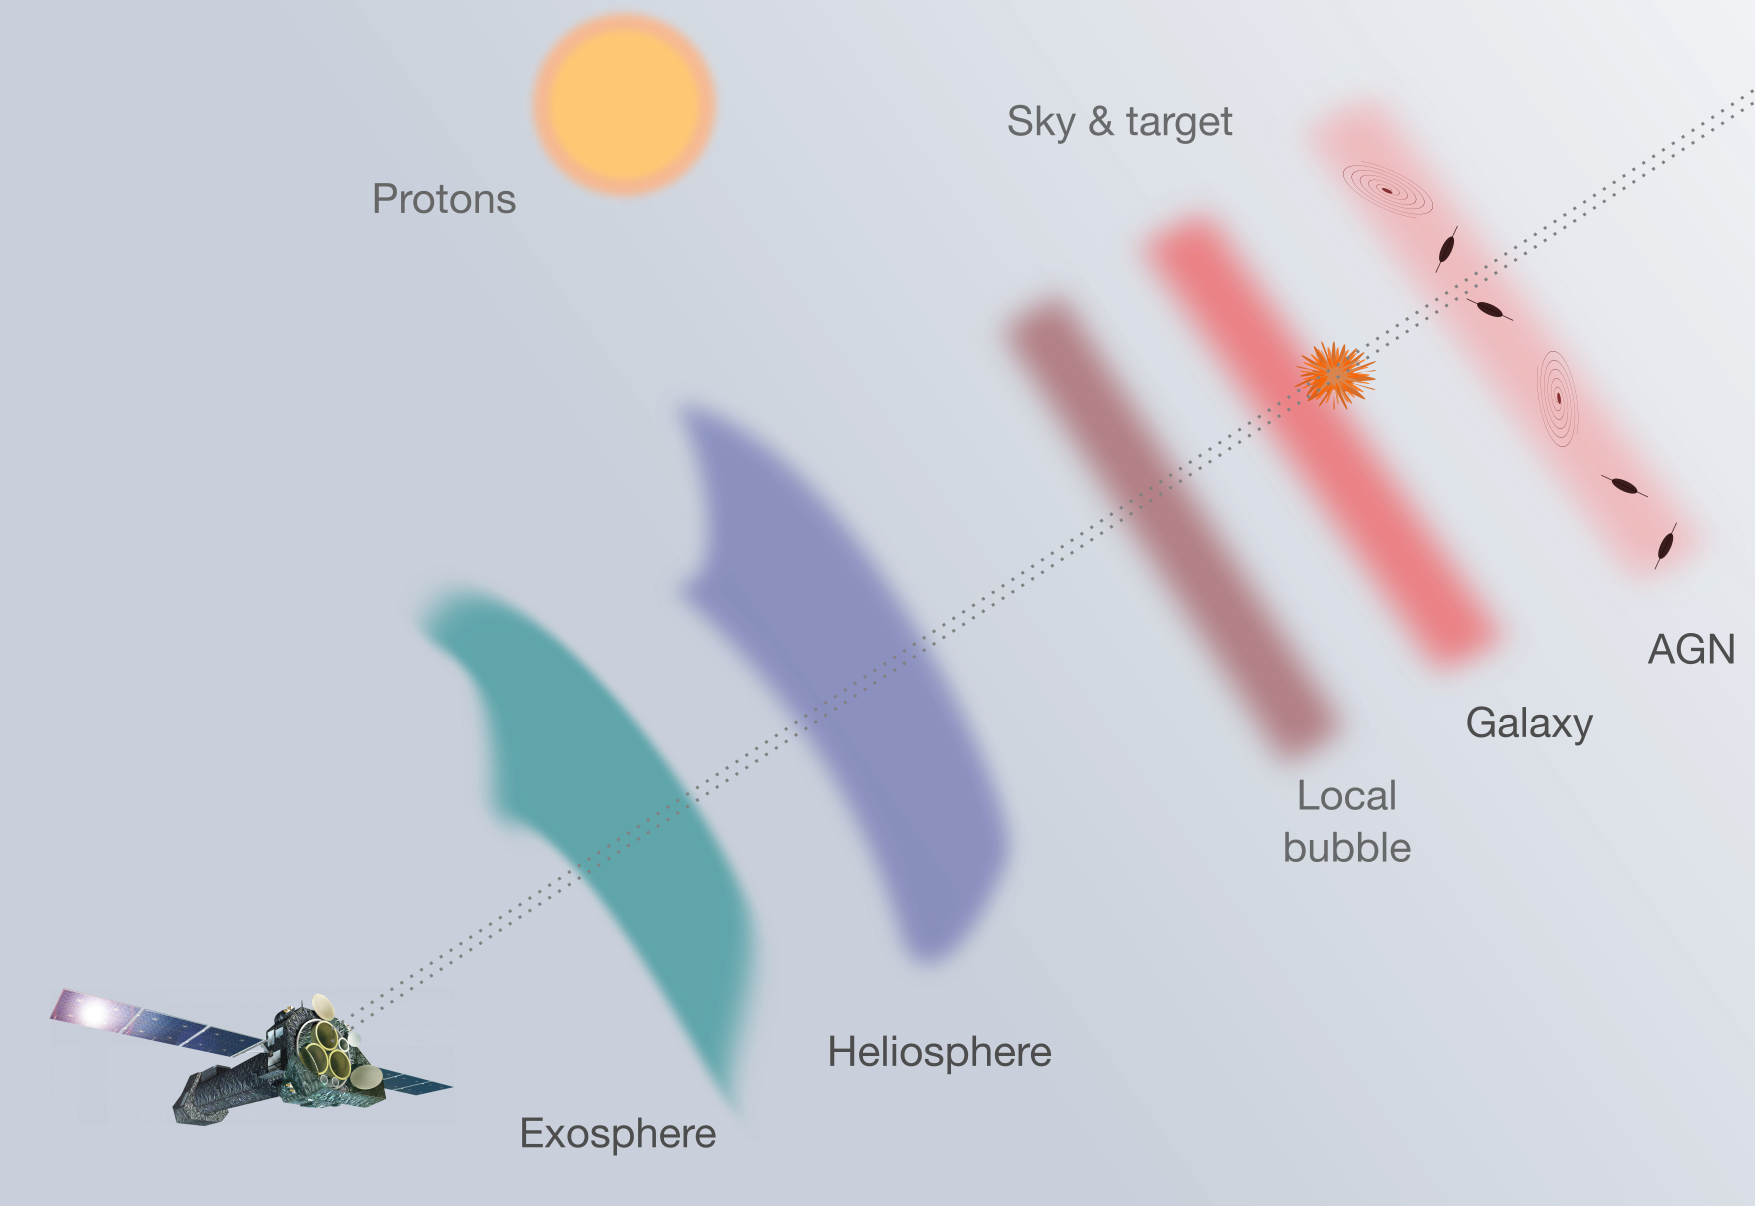 Sky & target
Protons
AGN
Galaxy
Local
bubble
Heliosphere
Exosphere